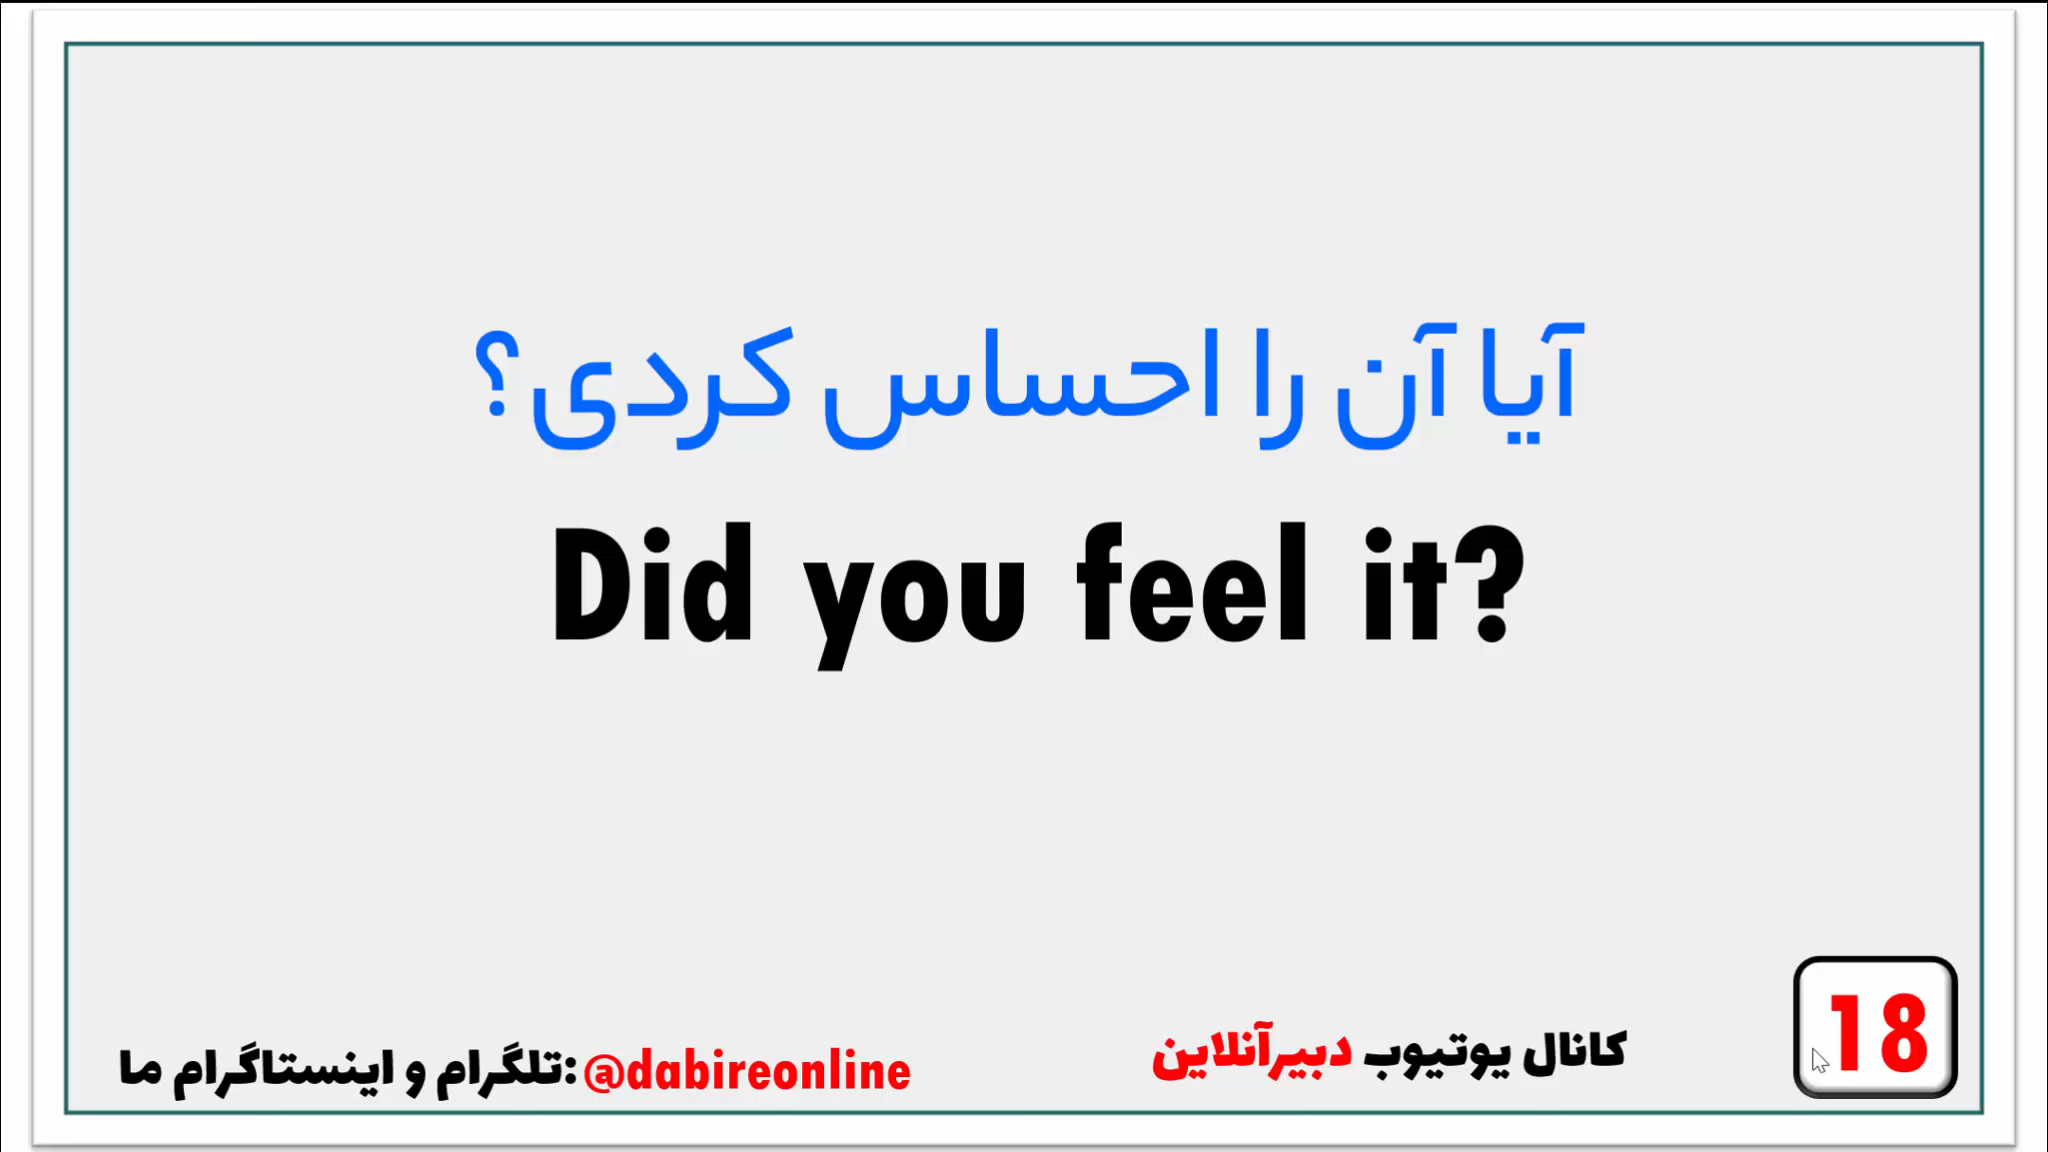 آیا آن را احساس کردی؟
Did you feel it?
کانال یوتیوب دبیرآنلاین
تلگرام و اینستاگرام ما: @dabireonline
18